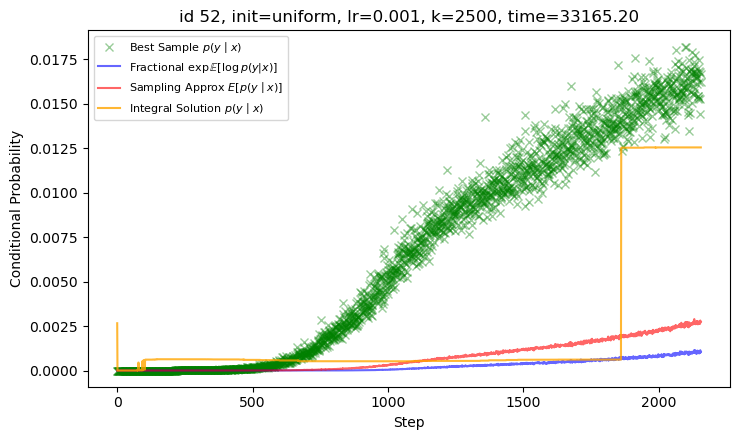 id 52, init=uniform, lr=0.001, k=2500, time=33165.20
Best Sample p(y | x)
Fractional exp𝔼[log p(y|x)]
Sampling Approx E[p(y | x)]
Integral Solution p(y | x)
Conditional Probability
0.0175
0.0150
0.0125
0.0100
0.0075
0.0050
0.0025
0.0000
0 500 1000 1500 2000
Step